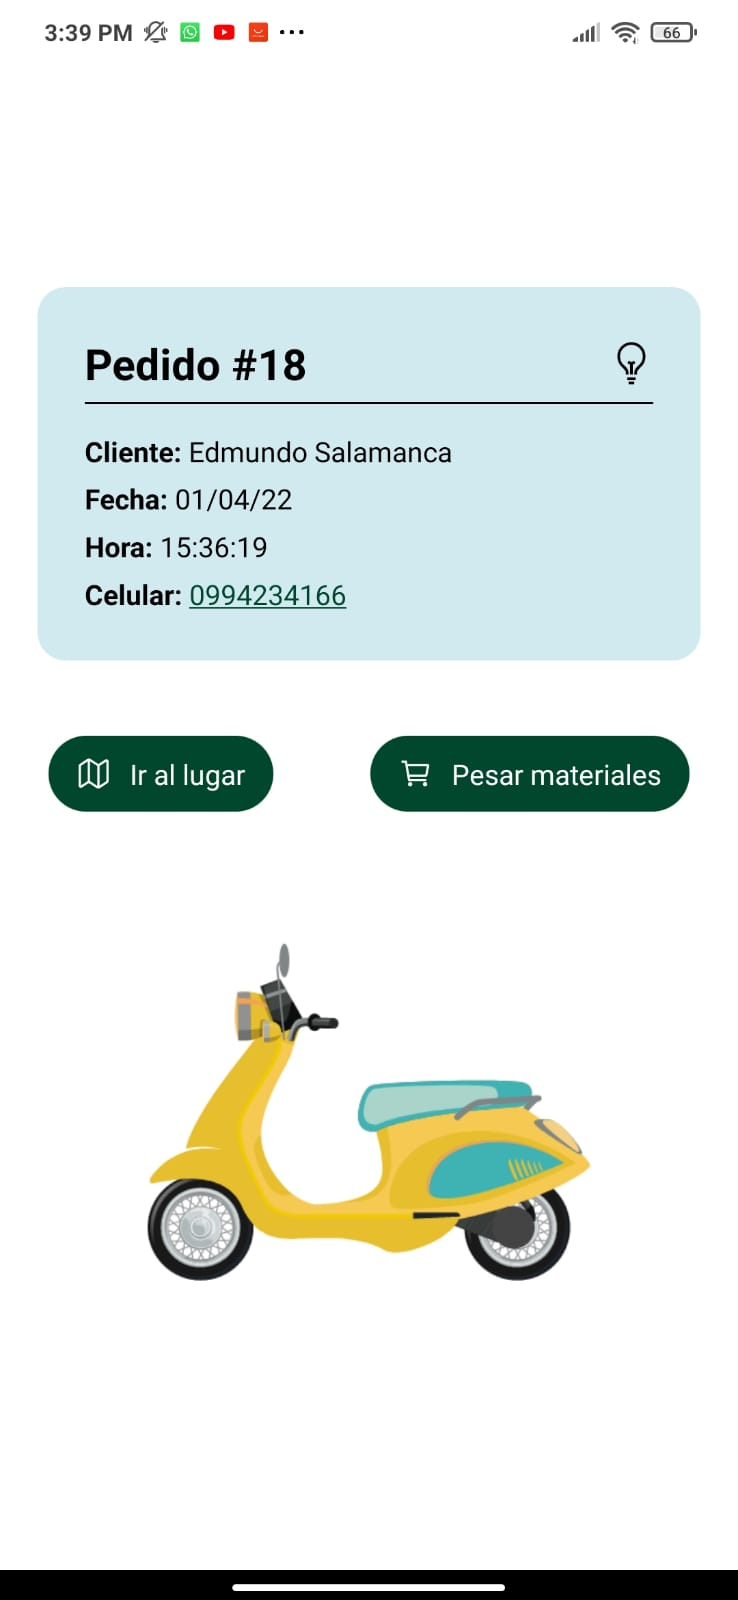 3:39 PM
66
Pedido #18
Cliente: Edmundo Salamanca
Fecha: 01/04/22
Hora: 15:36:19
Celular: 0994234166
Ir al lugar
Pesar materiales